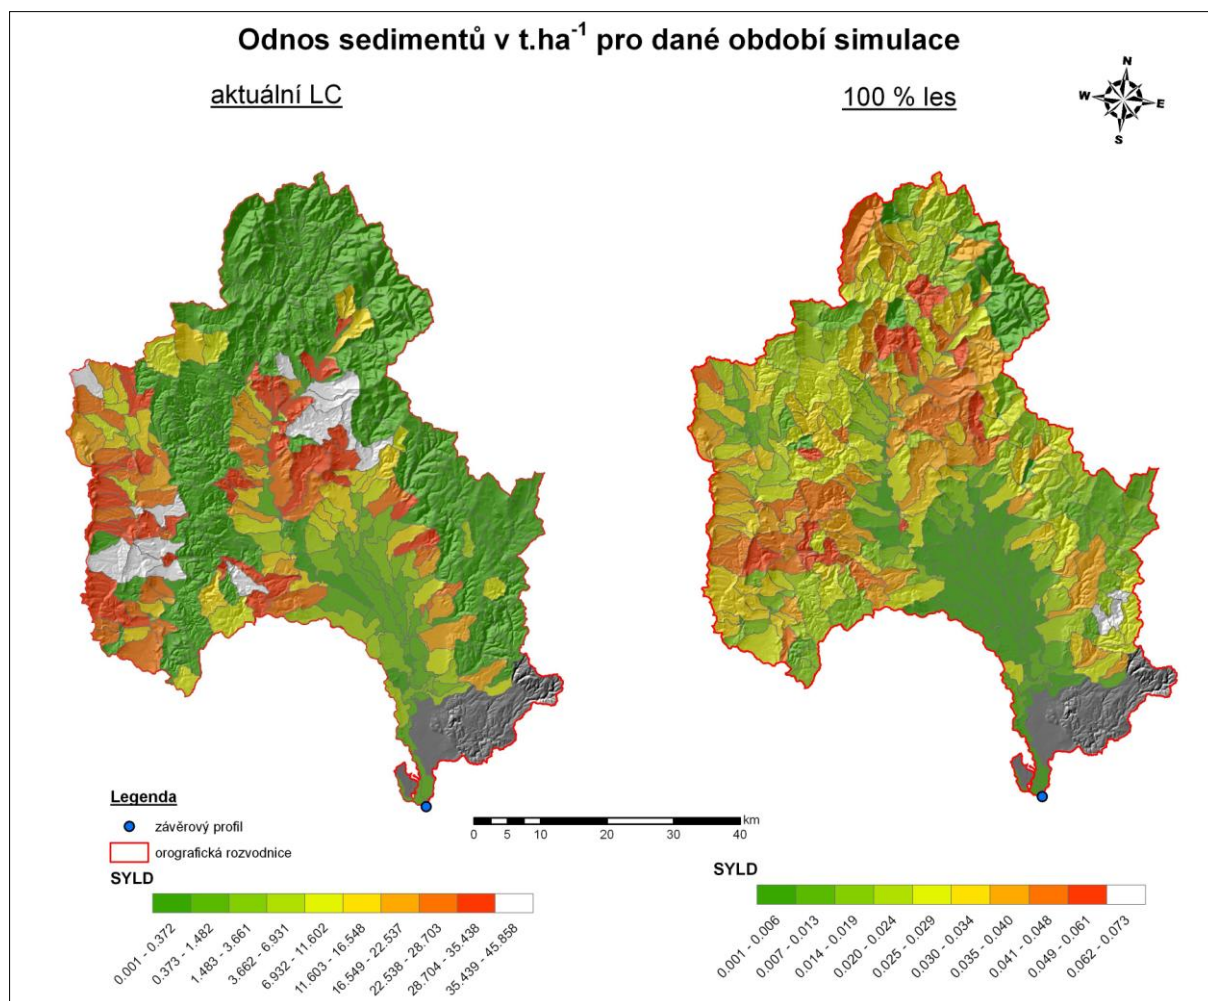 Odnos sedimentů v t.ha⁻¹ pro dané období simulace
aktuální LC
100 % les
N
W
E
S
Legenda
závěrový profil
orografická rozvodnice
0 5 10 20 30 40
km
SYLD
0.001 - 0.372
0.373 - 1.482
1.483 - 3.661
3.662 - 6.931
6.932 - 11.602
11.603 - 16.548
16.549 - 22.537
22.538 - 28.703
28.704 - 35.438
35.439 - 45.858
SYLD
0.001 - 0.006
0.007 - 0.013
0.014 - 0.019
0.020 - 0.024
0.025 - 0.029
0.030 - 0.034
0.035 - 0.040
0.041 - 0.048
0.049 - 0.061
0.062 - 0.073